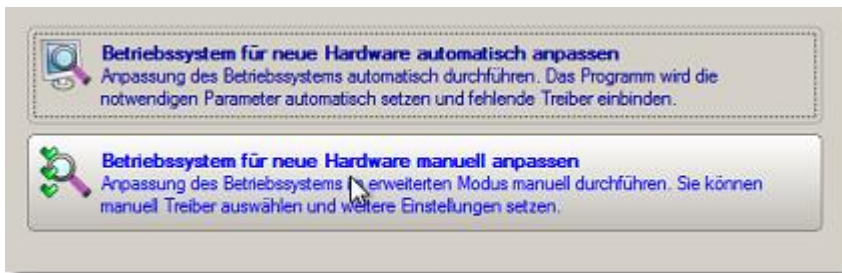 Betriebssystem für neue Hardware automatisch anpassen
Anpassung des Betriebssystems automatisch durchführen. Das Programm wird die
notwendigen Parameter automatisch setzen und fehlende Treiber einbinden.
Betriebssystem für neue Hardware manuell anpassen
Anpassung des Betriebssystems erweiterten Modus manuell durchführen. Sie können
manuell Treiber auswählen und weitere Einstellungen setzen.